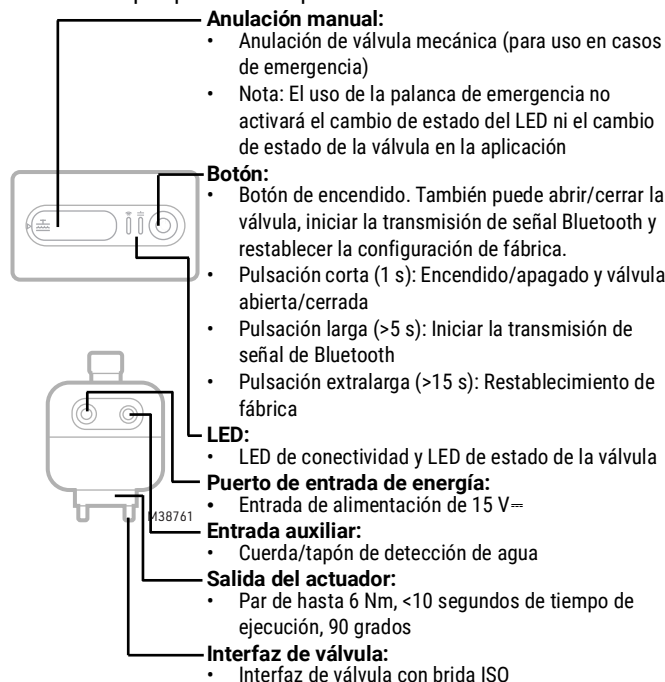 Anulación manual:
• Anulación de válvula mecánica (para uso en casos
de emergencia)
• Nota: El uso de la palanca de emergencia no
activará el cambio de estado del LED ni el cambio
de estado de la válvula en la aplicación
Botón:
• Botón de encendido. También puede abrir/cerrar la
válvula, iniciar la transmisión de señal Bluetooth y
restablecer la configuración de fábrica.
• Pulsación corta (1 s): Encendido/apagado y válvula
abierta/cerrada
• Pulsación larga (>5 s): Iniciar la transmisión de
señal de Bluetooth
• Pulsación extralarga (>15 s): Restablecimiento de
fábrica
LED:
• LED de conectividad y LED de estado de la válvula
Puerto de entrada de energía:
• Entrada de alimentación de 15 V⎓
M38761
Entrada auxiliar:
• Cuerda/tapón de detección de agua
Salida del actuador:
• Par de hasta 6 Nm, <10 segundos de tiempo de
ejecución, 90 grados
Interfaz de válvula:
• Interfaz de válvula con brida ISO